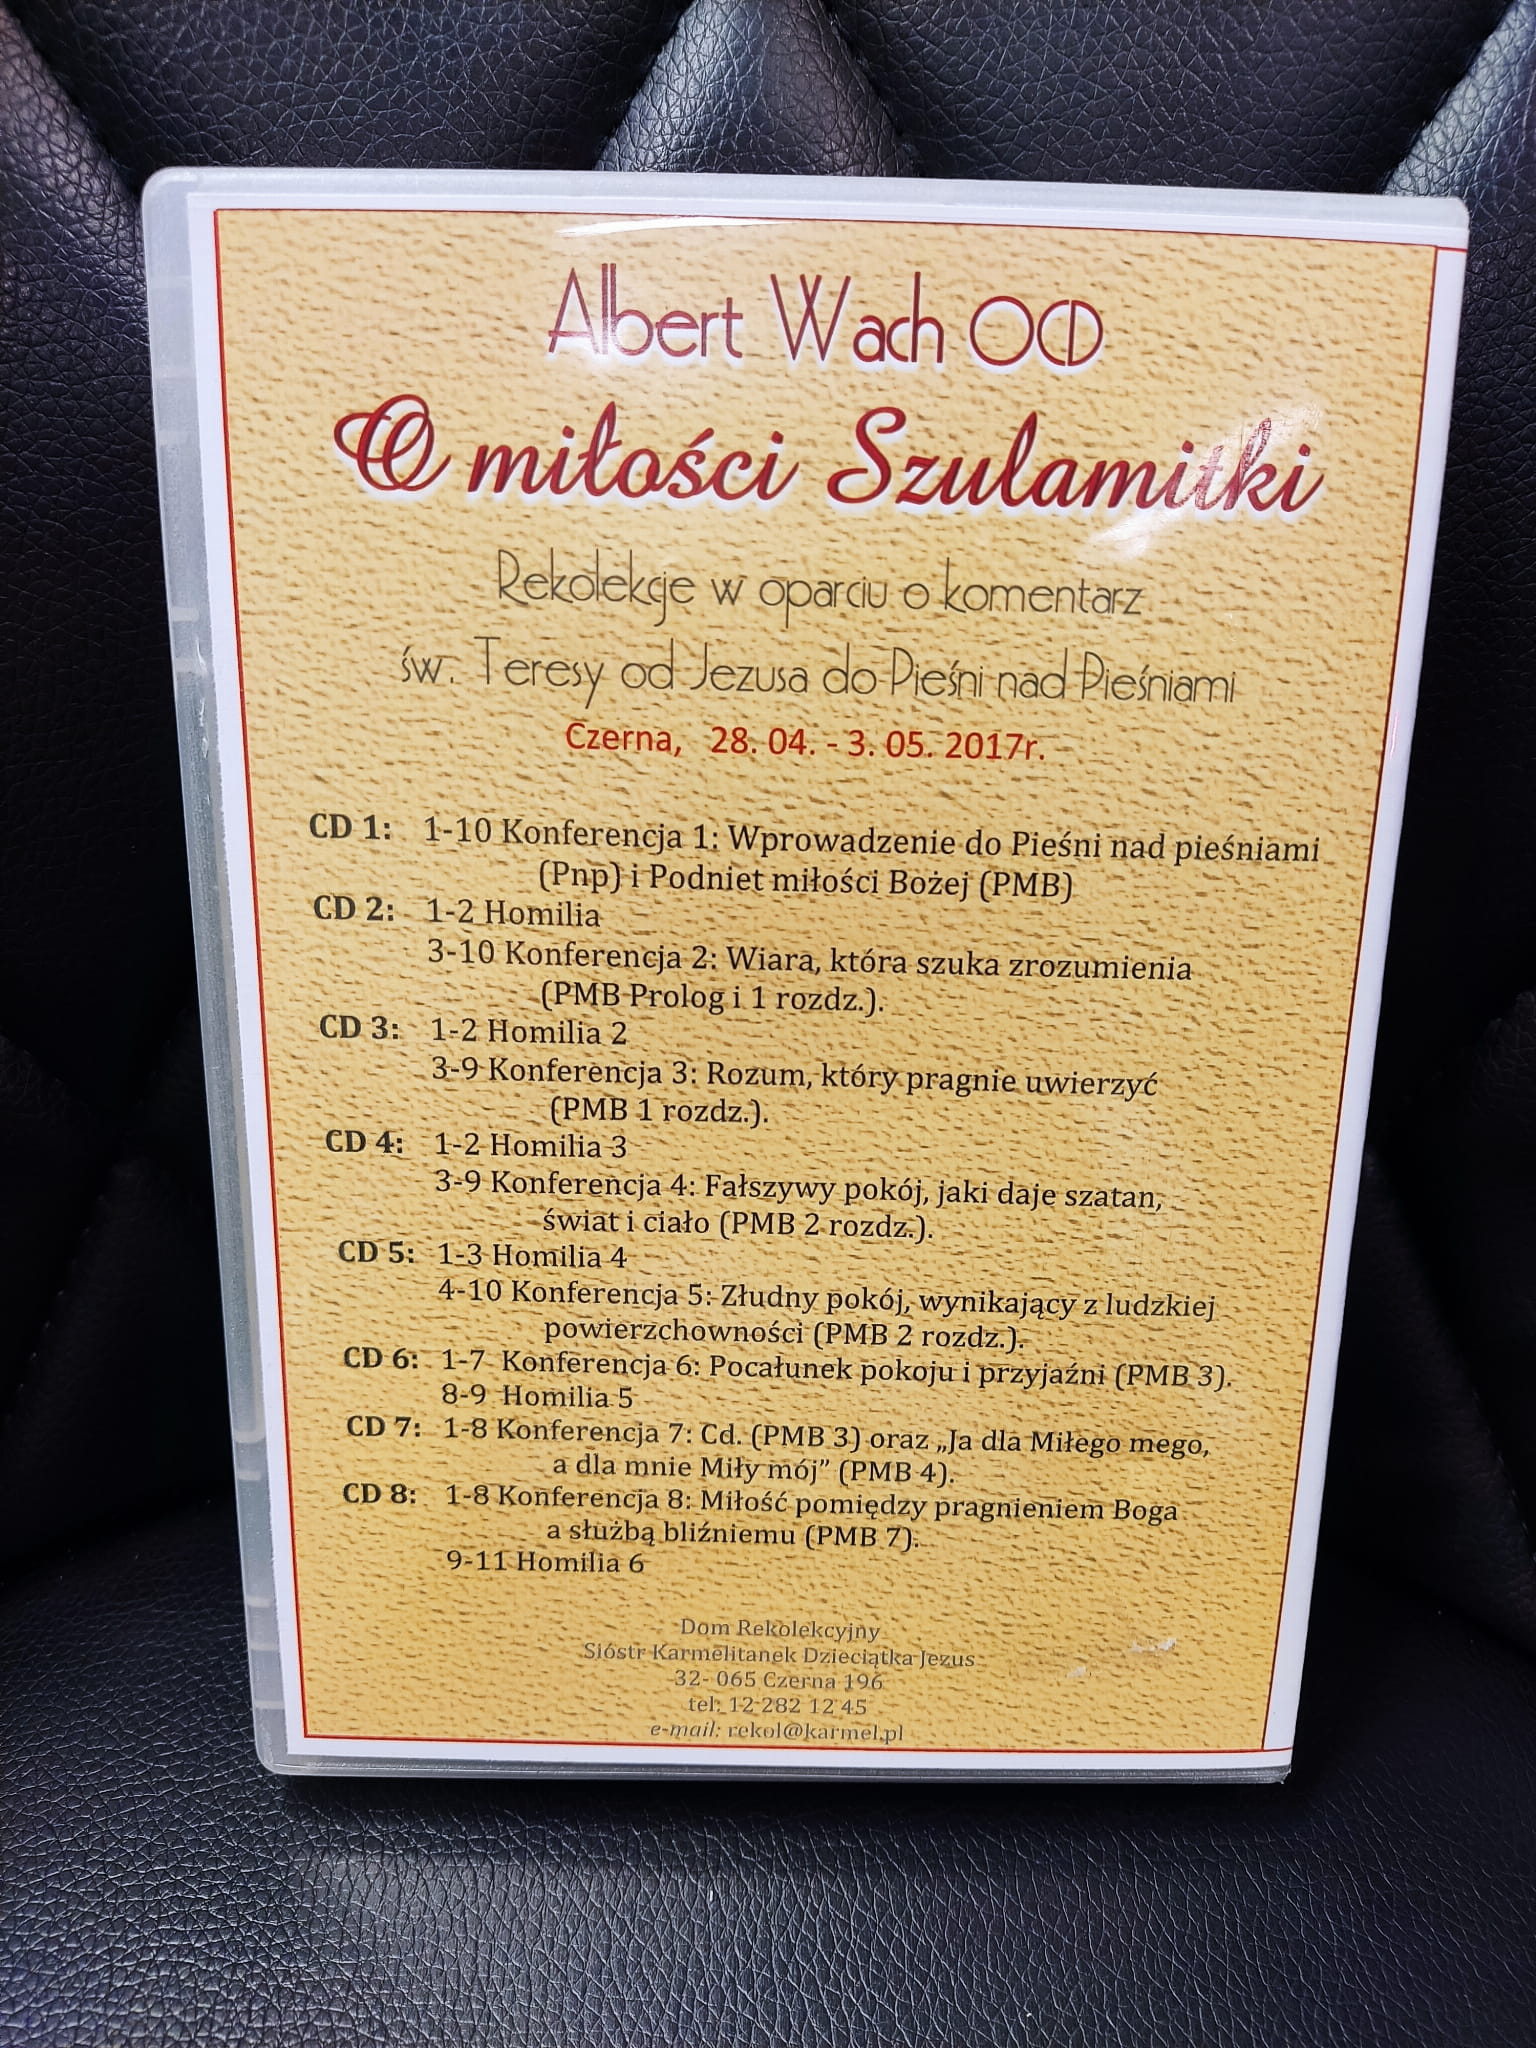 Albert Wach OCD
O miłości Szulamitki
Rekolekcje w oparciu o komentarz
św. Teresy od Jezusa do Pieśni nad Pieśniami
Czerna, 28. 04. - 3. 05. 2017r.
CD 1: 1-10 Konferencja 1: Wprowadzenie do Pieśni nad pieśniami
(Pnp) i Podniet miłości Bożej (PMB)
CD 2: 1-2 Homilia
3-10 Konferencja 2: Wiara, która szuka zrozumienia
(PMB Prolog i 1 rozdz.).
CD 3: 1-2 Homilia 2
3-9 Konferencja 3: Rozum, który pragnie uwierzyć
(PMB 1 rozdz.).
CD 4: 1-2 Homilia 3
3-9 Konferencja 4: Fałszywy pokój, jaki daje szatan,
świat i ciało (PMB 2 rozdz.).
CD 5: 1-3 Homilia 4
4-10 Konferencja 5: Złudny pokój, wynikający z ludzkiej
powierzchowności (PMB 2 rozdz.).
CD 6: 1-7 Konferencja 6: Pocałunek pokoju i przyjaźni (PMB 3).
8-9 Homilia 5
CD 7: 1-8 Konferencja 7: Cd. (PMB 3) oraz „Ja dla Miłego mego,
a dla mnie Miły mój” (PMB 4).
CD 8: 1-8 Konferencja 8: Miłość pomiędzy pragnieniem Boga
a służbą bliźniemu (PMB 7).
9-11 Homilia 6
Dom Rekolekcyjny
Sióstr Karmelitanek Dzieciątka Jezus
32- 065 Czerna 196
tel: 12 282 12 45
e-mail: rekol@karmel.pl